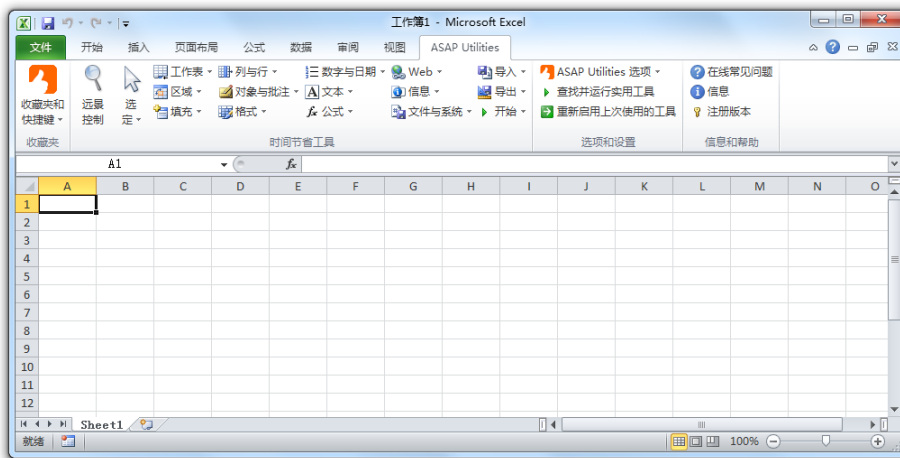 工作簿1 - Microsoft Excel
文件 开始 插入 页面布局 公式 数据 审阅 视图 ASAP Utilities
工作表 列与行 数字与日期 Web 导入 ASAP Utilities 选项 在线常见问题
收藏夹和 远景 选 区域 对象与批注 文本 信息 导出 查找并运行实用工具 信息
快捷键 控制 定 填充 格式 公式 文件与系统 开始 重新启用上次使用的工具 注册版本
收藏夹 时间节省工具 选项和设置 信息和帮助
A1 fx
A B C D E F G H I J K L M N O
1
2
3
4
5
6
7
8
9
10
11
12
Sheet1
就绪 100%